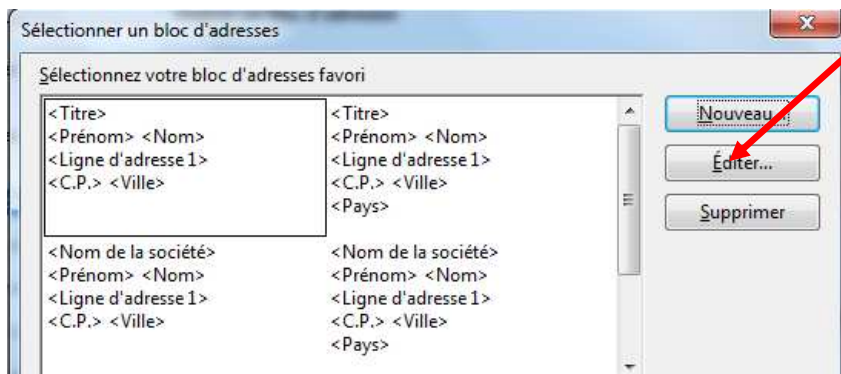 Sélectionner un bloc d'adresses
Sélectionnez votre bloc d'adresses favori
<Titre>
<Prénom> <Nom>
<Ligne d'adresse 1>
<C.P.> <Ville>
<Titre>
<Prénom> <Nom>
<Ligne d'adresse 1>
<C.P.> <Ville>
<Pays>
<Nom de la société>
<Prénom> <Nom>
<Ligne d'adresse 1>
<C.P.> <Ville>
<Nom de la société>
<Prénom> <Nom>
<Ligne d'adresse 1>
<C.P.> <Ville>
<Pays>
Nouveau...
Éditer...
Supprimer